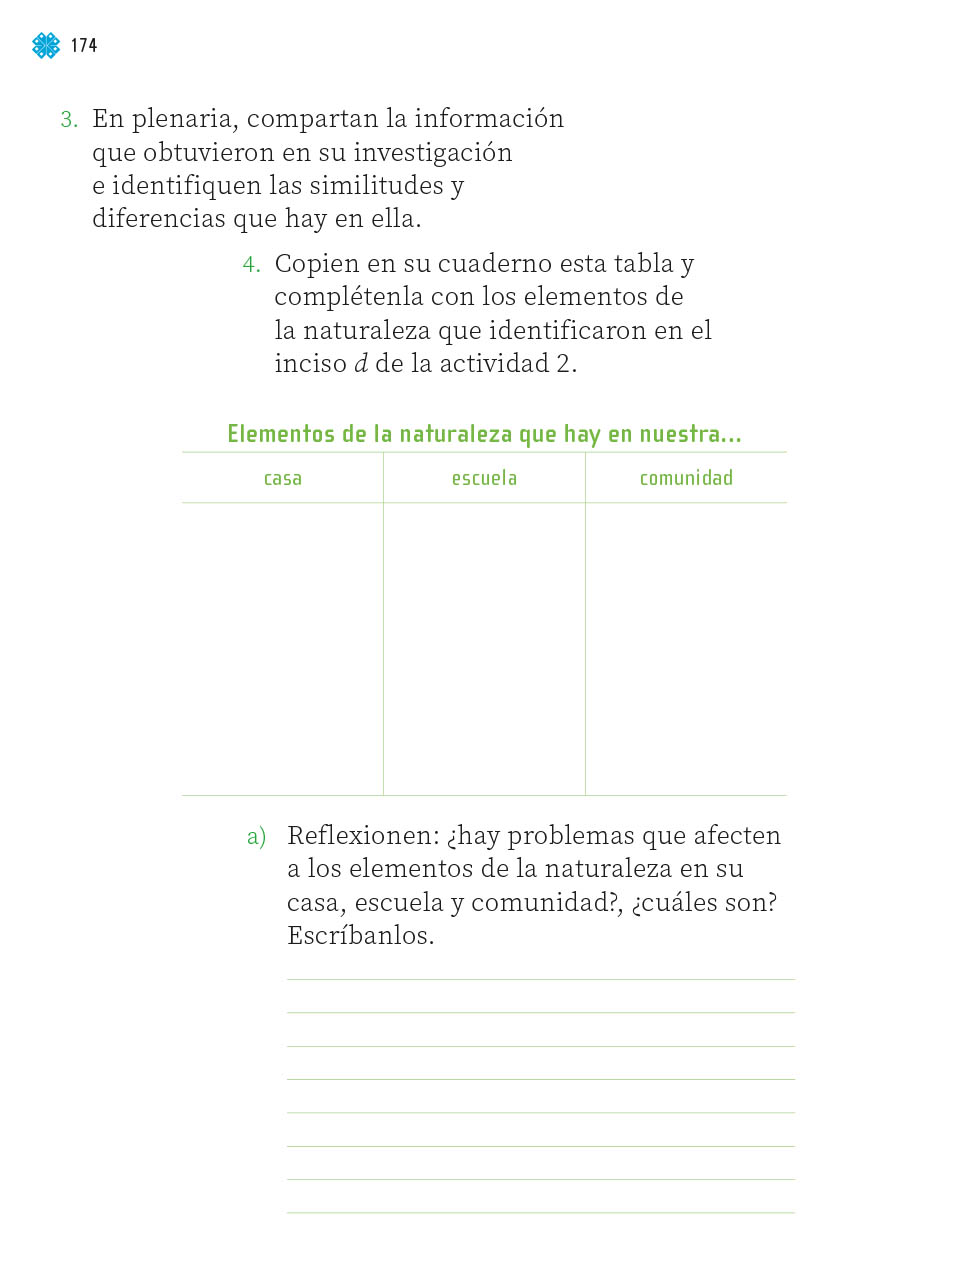 174
3. En plenaria, compartan la información
que obtuvieron en su investigación
e identifiquen las similitudes y
diferencias que hay en ella.
4. Copien en su cuaderno esta tabla y
complétenla con los elementos de
la naturaleza que identificaron en el
inciso d de la actividad 2.
Elementos de la naturaleza que hay en nuestra...
casa escuela comunidad
a) Reflexionen: ¿hay problemas que afecten
a los elementos de la naturaleza en su
casa, escuela y comunidad?, ¿cuáles son?
Escríbanlos.